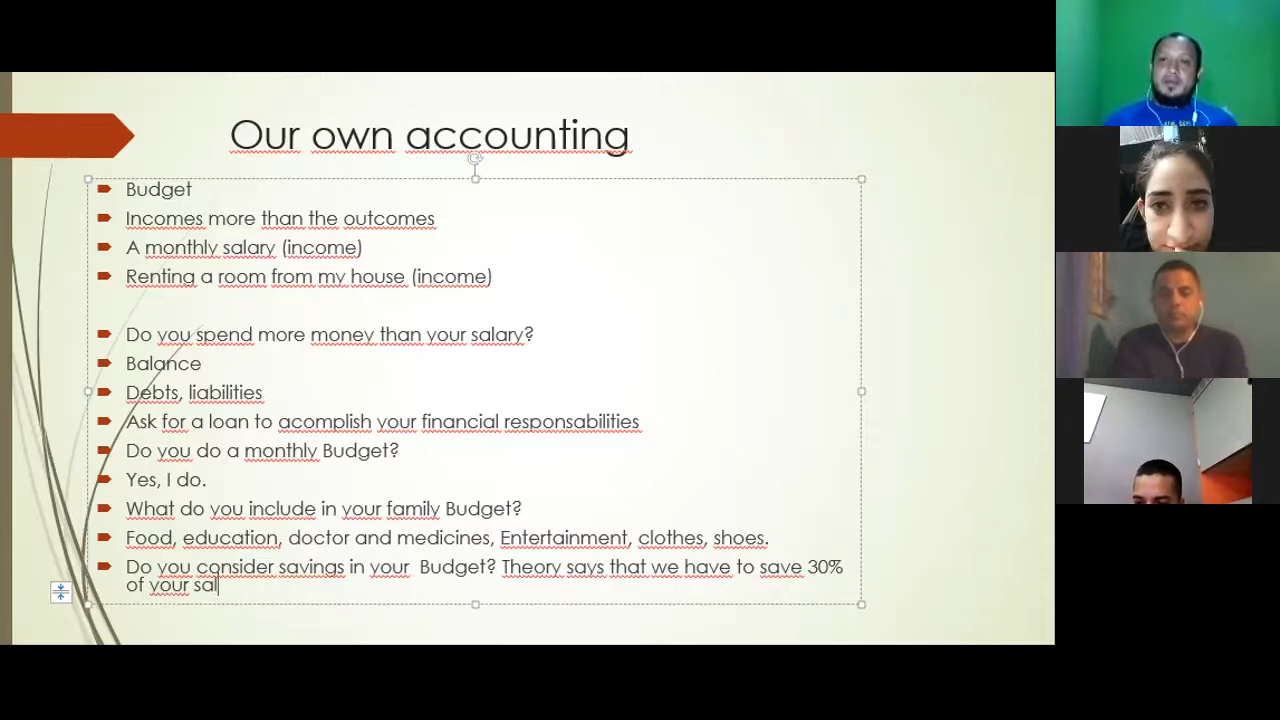 Our own accounting
Budget
Incomes more than the outcomes
A monthly salary (income)
Renting a room from my house (income)
Do you spend more money than your salary?
Balance
Debts, liabilities
Ask for a loan to acomplish your financial responsabilities
Do you do a monthly Budget?
Yes, I do.
What do you include in your family Budget?
Food, education, doctor and medicines, Entertainment, clothes, shoes.
Do you consider savings in your  Budget? Theory says that we have to save 30%
of your sal